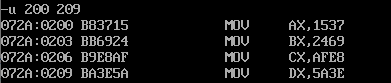 -u 200 209
072A:0200 B83715 MOV AX,1537
072A:0203 BB6924 MOV BX,2469
072A:0206 B9E8AF MOV CX,AFE8
072A:0209 BA3E5A MOV DX,5A3E